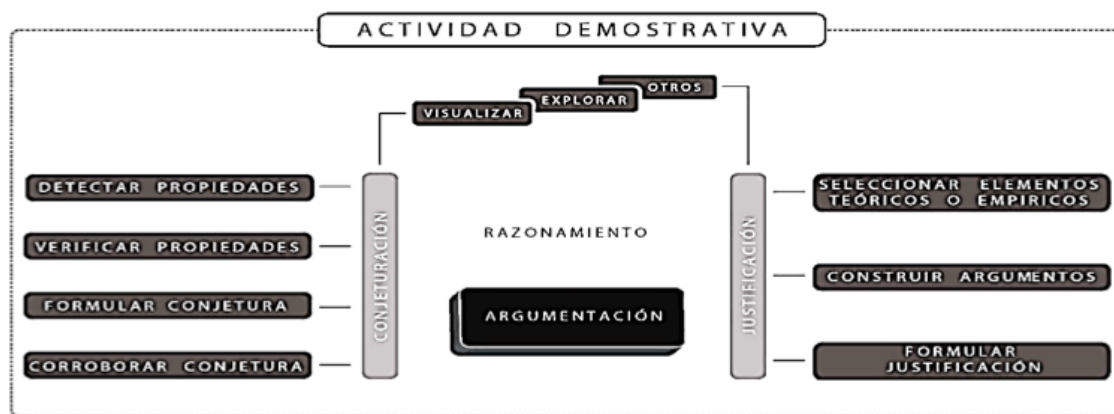 ACTIVIDAD DEMOSTRATIVA
OTROS
EXPLORAR
VISUALIZAR
DETECTAR PROPIEDADES
VERIFICAR PROPIEDADES
FORMULAR CONJETURA
CORROBORAR CONJETURA
CONJETURACIÓN
RAZONAMIENTO
ARGUMENTACIÓN
JUSTIFICACIÓN
SELECCIONAR ELEMENTOS
TEÓRICOS O EMPIRICOS
CONSTRUIR ARGUMENTOS
FORMULAR
JUSTIFICACIÓN